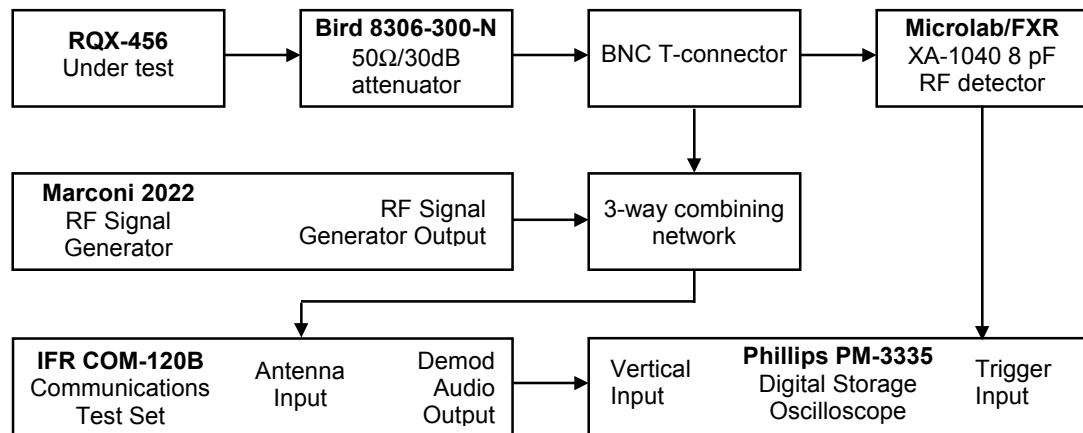 RQX-456
Under test
Bird 8306-300-N
50Ω/30dB
attenuator
BNC T-connector
Microlab/FXR
XA-1040 8 pF
RF detector
Marconi 2022
RF Signal
Generator
RF Signal
Generator Output
3-way combining
network
IFR COM-120B
Communications
Test Set
Antenna
Input
Demod
Audio
Output
Vertical
Input
Phillips PM-3335
Digital Storage
Oscilloscope
Trigger
Input